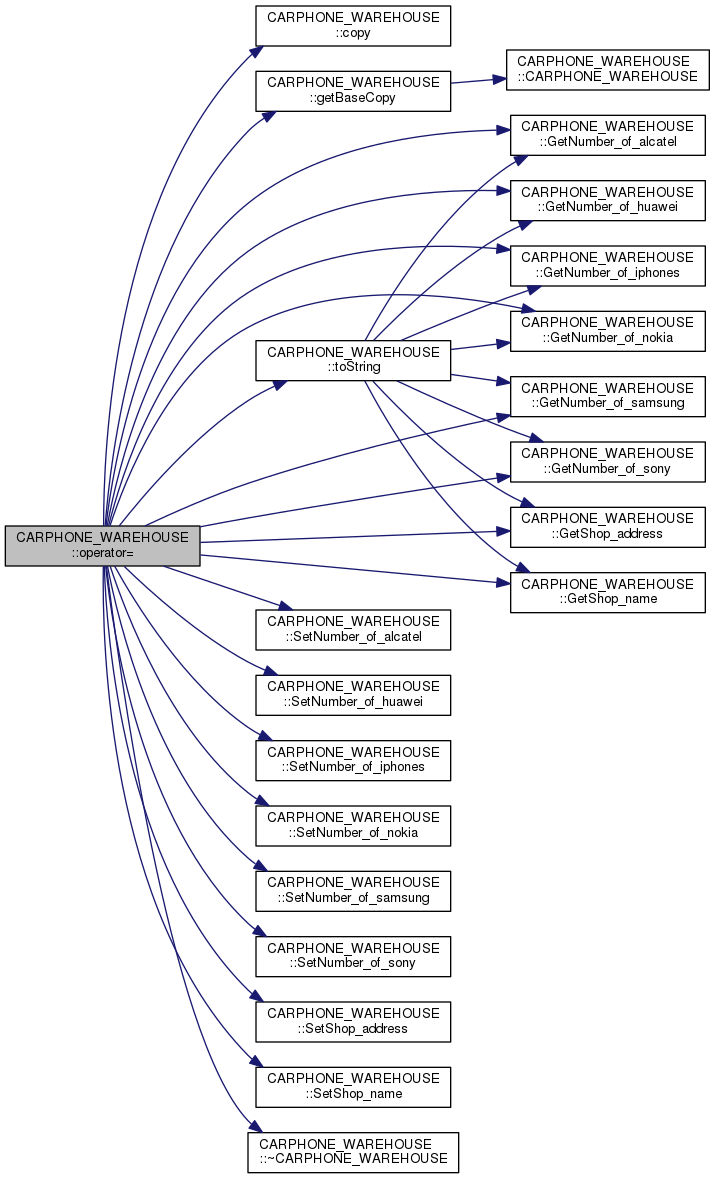 CARPHONE_WAREHOUSE
::copy
CARPHONE_WAREHOUSE
::getBaseCopy
CARPHONE_WAREHOUSE
::CARPHONE_WAREHOUSE
CARPHONE_WAREHOUSE
::GetNumber_of_alcatel
CARPHONE_WAREHOUSE
::GetNumber_of_huawei
CARPHONE_WAREHOUSE
::GetNumber_of_iphones
CARPHONE_WAREHOUSE
::GetNumber_of_nokia
CARPHONE_WAREHOUSE
::toString
CARPHONE_WAREHOUSE
::GetNumber_of_samsung
CARPHONE_WAREHOUSE
::GetNumber_of_sony
CARPHONE_WAREHOUSE
::GetShop_address
CARPHONE_WAREHOUSE
::operator=
CARPHONE_WAREHOUSE
::GetShop_name
CARPHONE_WAREHOUSE
::SetNumber_of_alcatel
CARPHONE_WAREHOUSE
::SetNumber_of_huawei
CARPHONE_WAREHOUSE
::SetNumber_of_iphones
CARPHONE_WAREHOUSE
::SetNumber_of_nokia
CARPHONE_WAREHOUSE
::SetNumber_of_samsung
CARPHONE_WAREHOUSE
::SetNumber_of_sony
CARPHONE_WAREHOUSE
::SetShop_address
CARPHONE_WAREHOUSE
::SetShop_name
CARPHONE_WAREHOUSE
::~CARPHONE_WAREHOUSE